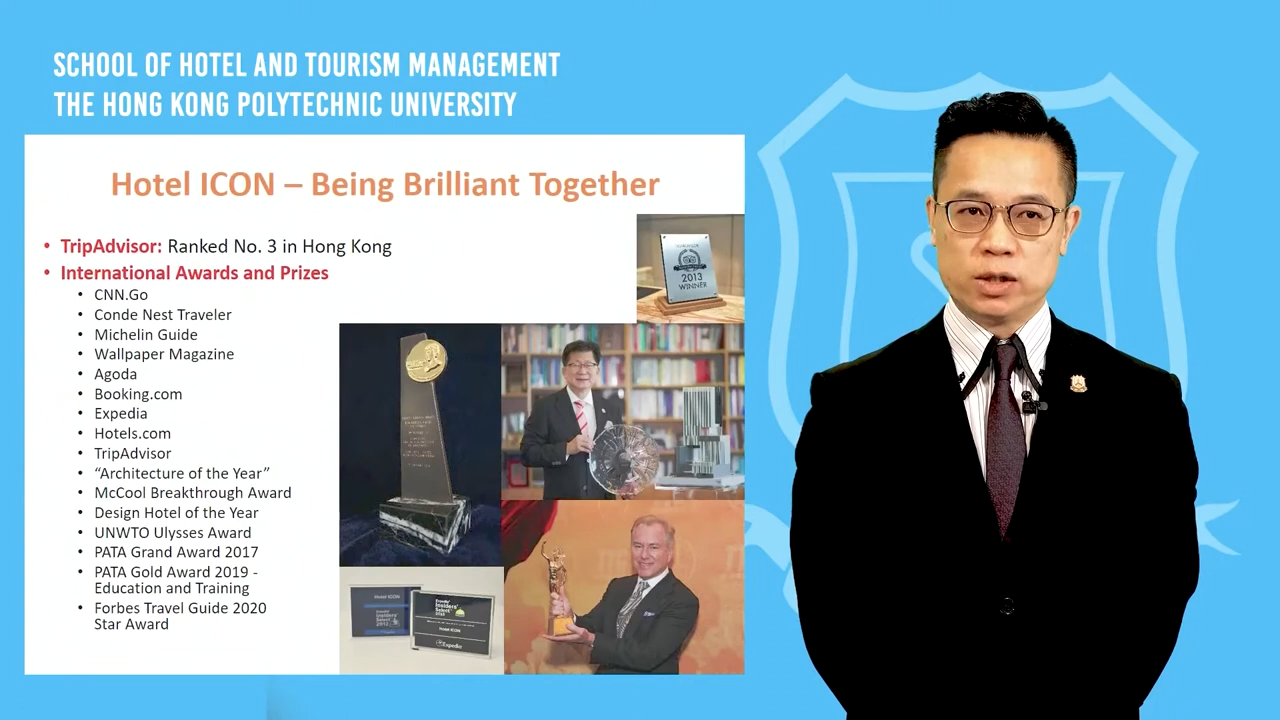 SCHOOL OF HOTEL AND TOURISM MANAGEMENT
THE HONG KONG POLYTECHNIC UNIVERSITY
Hotel ICON – Being Brilliant Together
• TripAdvisor: Ranked No. 3 in Hong Kong
• International Awards and Prizes
• CNN.Go
• Conde Nest Traveler
• Michelin Guide
• Wallpaper Magazine
• Agoda
• Booking.com
• Expedia
• Hotels.com
• TripAdvisor
• “Architecture of the Year”
• McCool Breakthrough Award
• Design Hotel of the Year
• UNWTO Ulysses Award
• PATA Grand Award 2017
• PATA Gold Award 2019 -
Education and Training
• Forbes Travel Guide 2020
Star Award
2013
WINNER
Hotel ICON
Insiders'
Select
2012
Insiders'
Select
Hotel ICON
Expedia